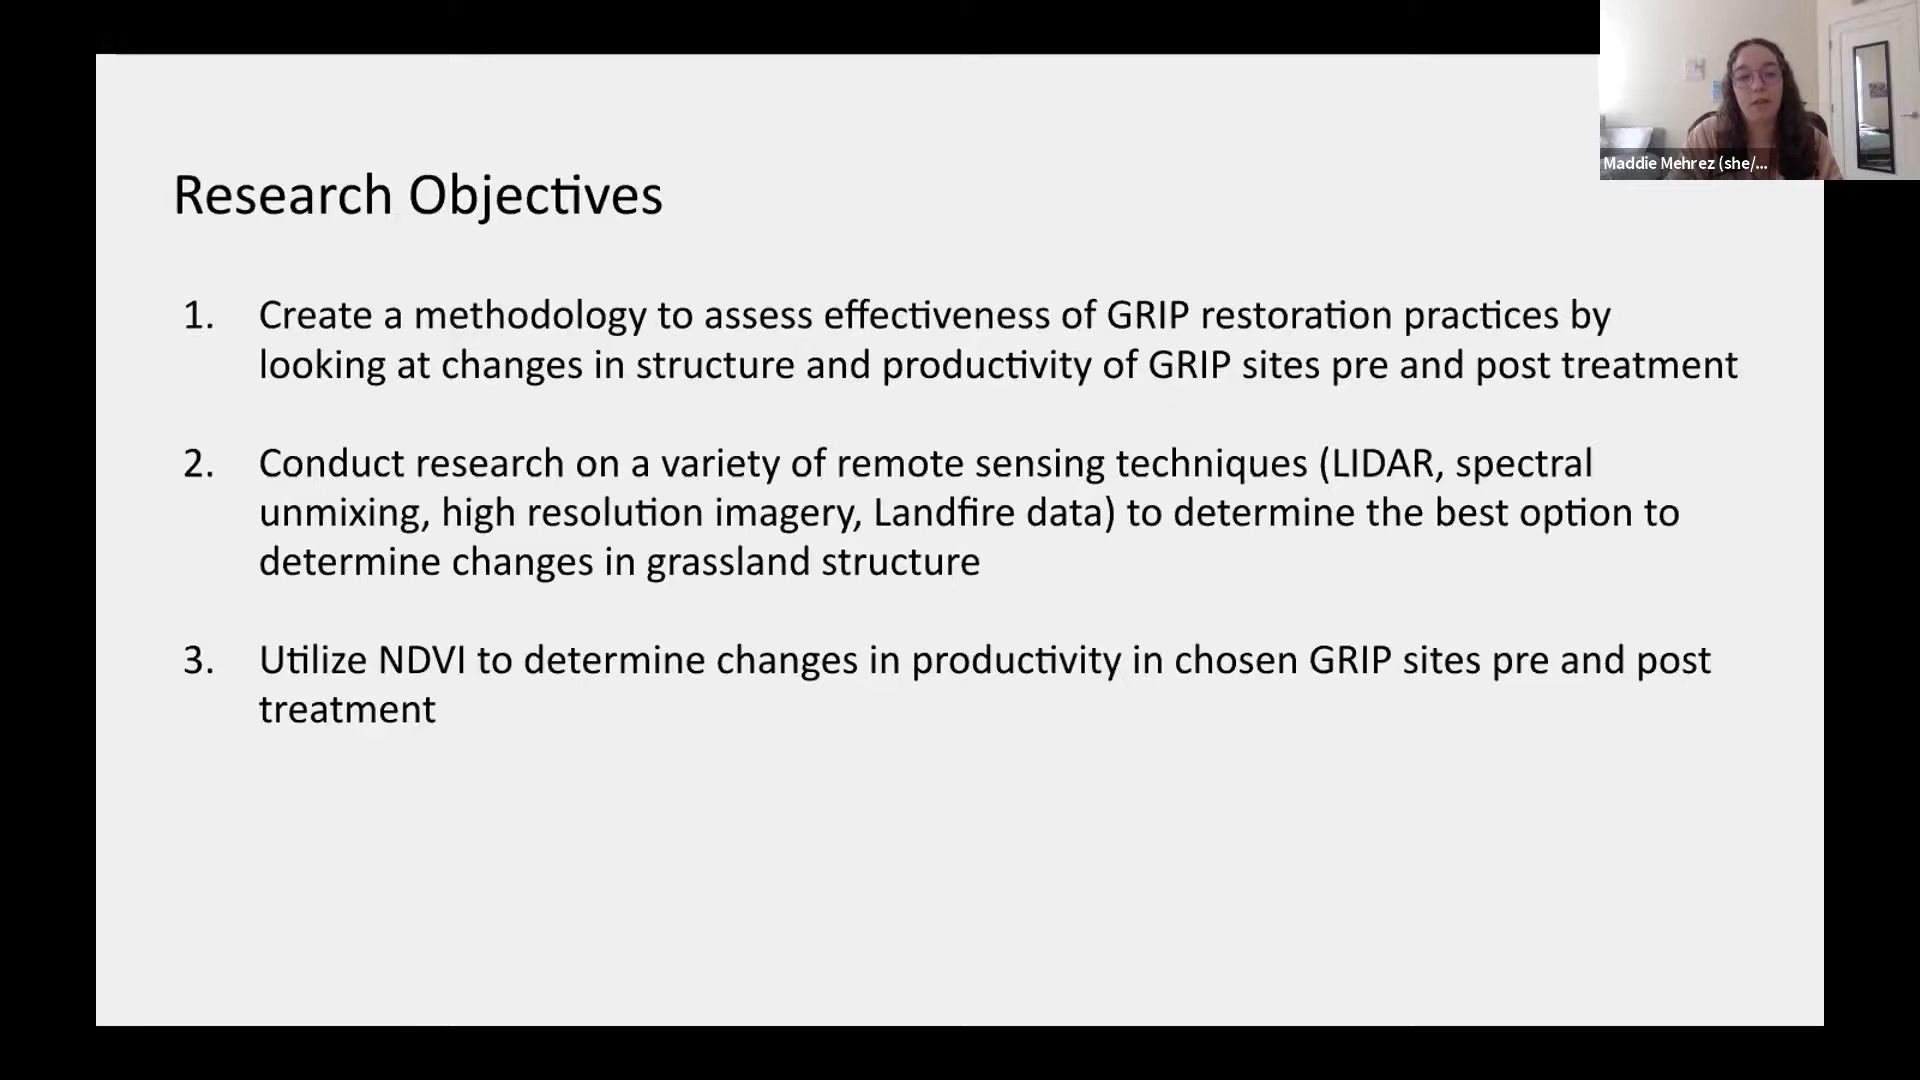 Maddie Mehrez (she/...
Research Objectives
1. Create a methodology to assess effectiveness of GRIP restoration practices by
looking at changes in structure and productivity of GRIP sites pre and post treatment
2. Conduct research on a variety of remote sensing techniques (LIDAR, spectral
unmixing, high resolution imagery, Landfire data) to determine the best option to
determine changes in grassland structure
3. Utilize NDVI to determine changes in productivity in chosen GRIP sites pre and post
treatment